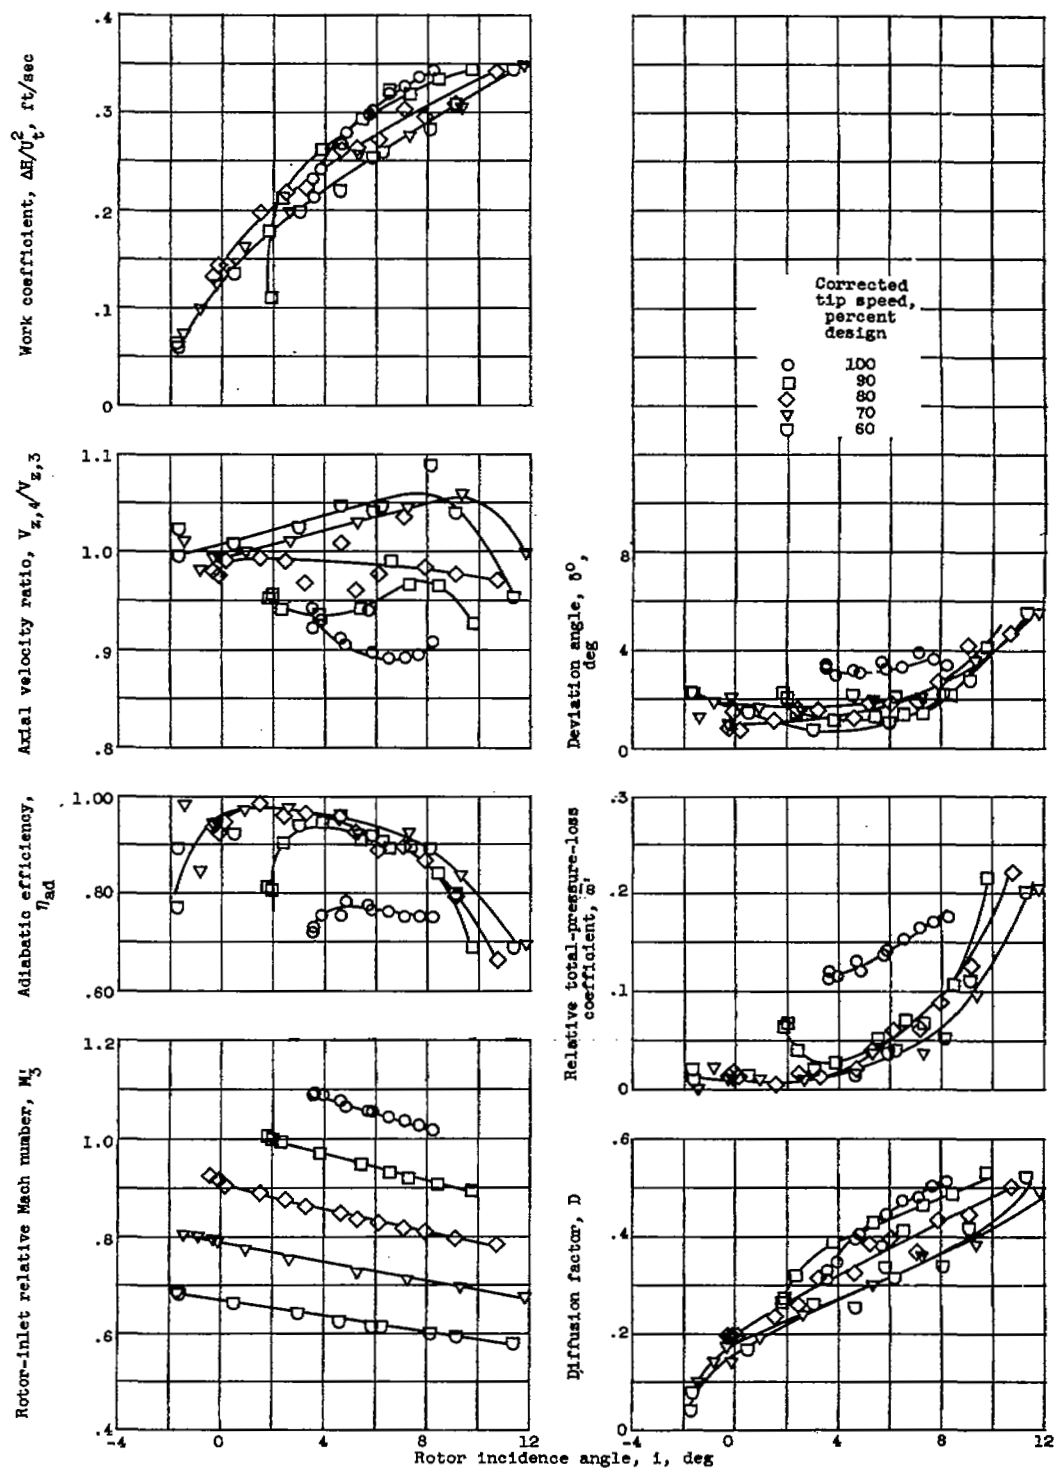 .4
.3
.2
.1
0
Work coefficient, ΔH/U_t^2, ft/sec
1.1
1.0
.9
.8
Axial velocity ratio, V_z,4/V_z,3
1.00
.90
.80
.60
Adiabatic efficiency,
η_ad
1.2
1.0
.8
.6
.4
Rotor-inlet relative Mach number, M'_3
-4
0
4
8
12
Corrected
tip speed,
percent
design
100
90
80
70
60
8
4
0
Deviation angle, δ°,
deg
.3
.2
.1
0
Relative total-pressure-loss
coefficient, ω̄'
.6
.4
.2
0
Diffusion factor, D
-4
0
4
8
12
Rotor incidence angle, i, deg